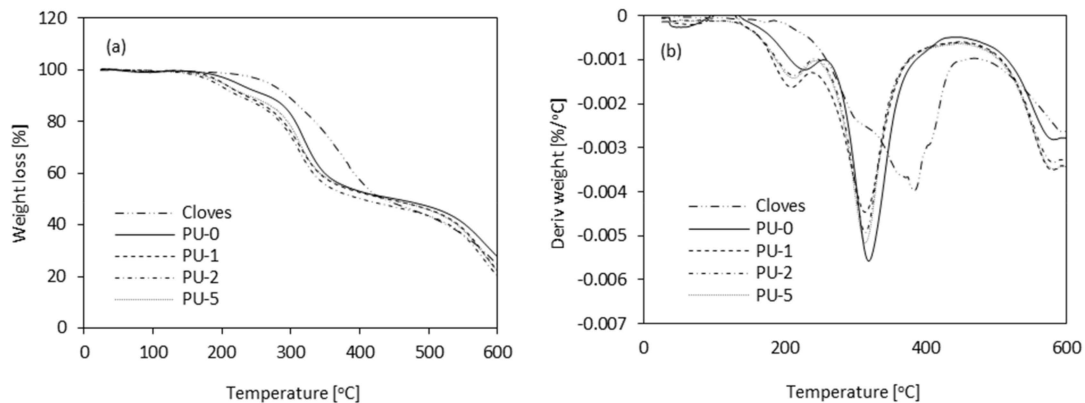 (a)
Weight loss [%]
120
100
80
60
40
20
0
Cloves
PU-0
PU-1
PU-2
PU-5
0 100 200 300 400 500 600
Temperature [°C]
(b)
Deriv weight [%/°C]
0
-0.001
-0.002
-0.003
-0.004
-0.005
-0.006
-0.007
Cloves
PU-0
PU-1
PU-2
PU-5
0 200 400 600
Temperature [°C]